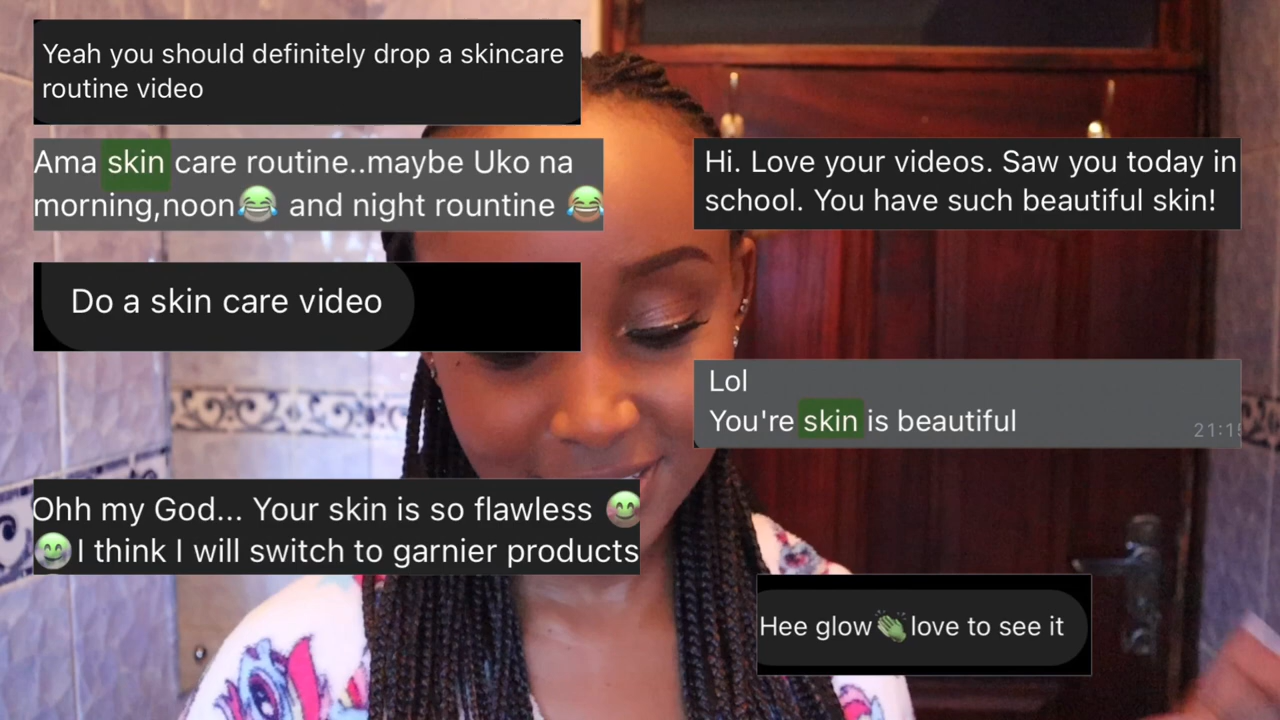 Yeah you should definitely drop a skincare
routine video
Ama skin care routine..maybe Uko na
morning,noon😂 and night rountine 😂
Do a skin care video
Ohh my God... Your skin is so flawless 😊
😊I think I will switch to garnier products
Hi. Love your videos. Saw you today in
school. You have such beautiful skin!
Lol
You're skin is beautiful
21:15
Hee glow👏love to see it